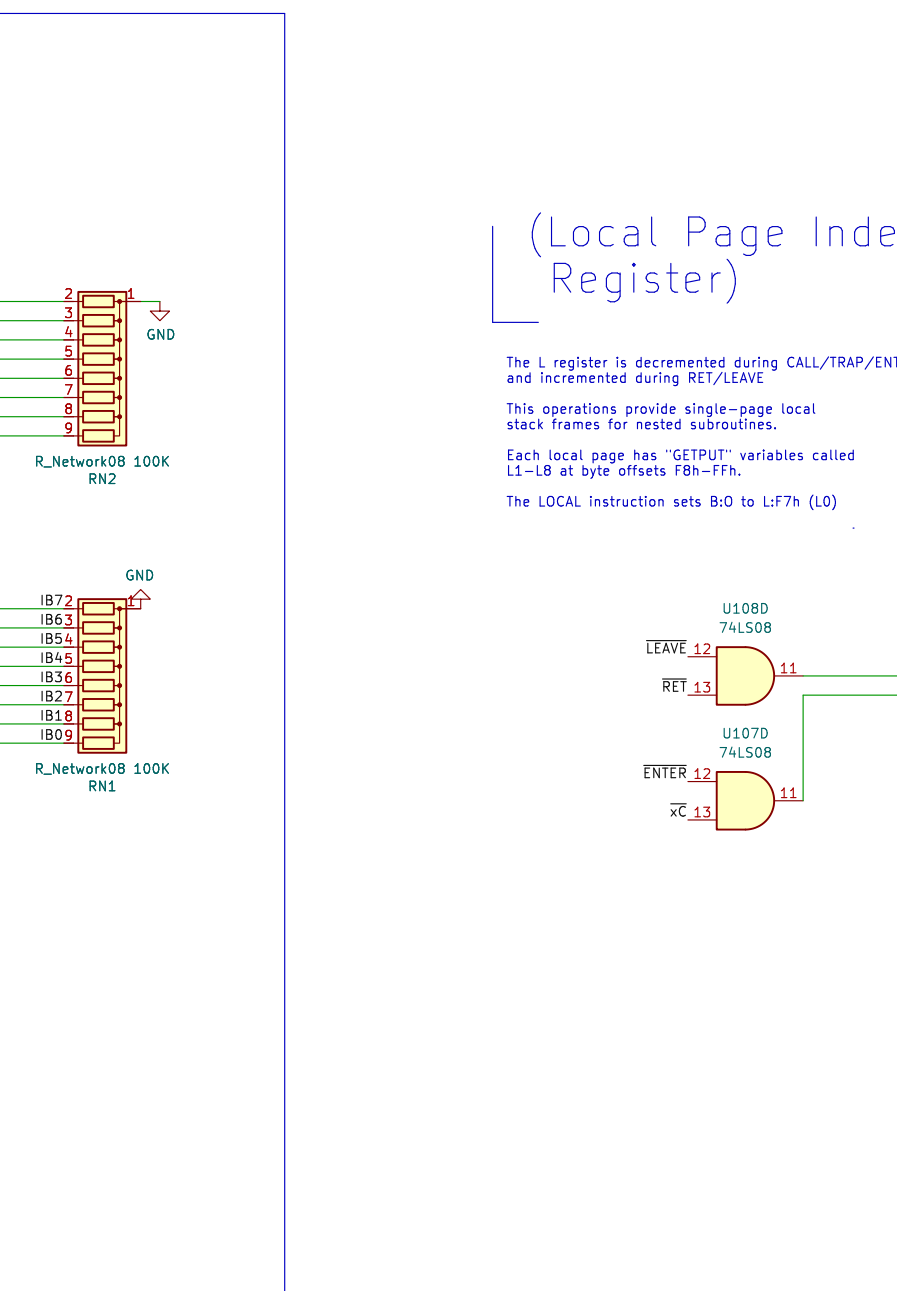 (Local Page Inde
Register)
The L register is decremented during CALL/TRAP/ENT
and incremented during RET/LEAVE
This operations provide single-page local
stack frames for nested subroutines.
Each local page has "GETPUT" variables called
L1-L8 at byte offsets F8h-FFh.
The LOCAL instruction sets B:O to L:F7h (L0)
2
1
3
4
5
6
7
8
9
GND
R_Network08 100K
RN2
GND
IB7 2
1
IB6 3
IB5 4
IB4 5
IB3 6
IB2 7
IB1 8
IB0 9
R_Network08 100K
RN1
U108D
74LS08
LEAVE 12
11
RET 13
U107D
74LS08
ENTER 12
11
xC 13